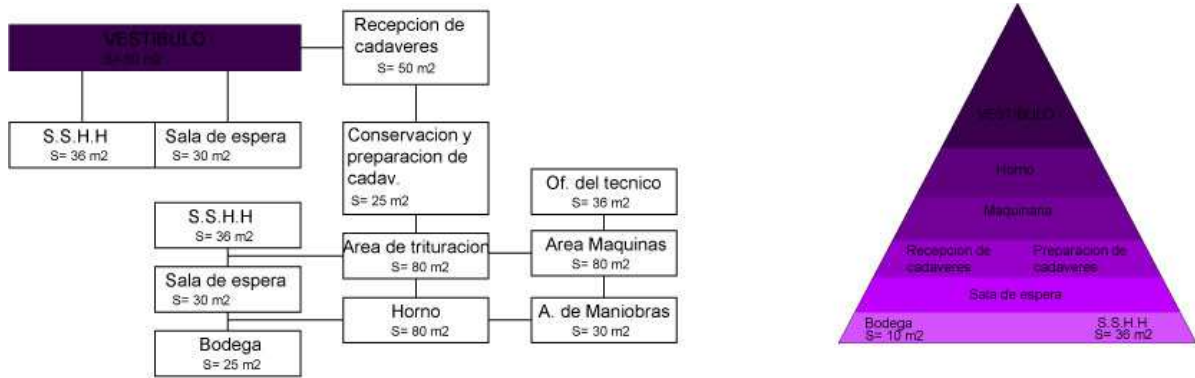 VESTIBULO
Recepcion de
cadaveres
S= 50 m2
S.S.H.H
S= 36 m2
Sala de espera
S= 30 m2
Conservacion y
preparacion de
cadav.
S= 25 m2
Of. del tecnico
S= 36 m2
S.S.H.H
S= 36 m2
Area de trituracion
S= 80 m2
Area Maquinas
S= 80 m2
Sala de espera
S= 30 m2
Horno
S= 80 m2
A. de Maniobras
S= 30 m2
Bodega
S= 25 m2
VESTIBULO
Horno
Maquinaria
Recepcion de
cadaveres
Preparacion de
cadaveres
Sala de espera
Bodega
S= 10 m2
S.S.H.H
S= 36 m2